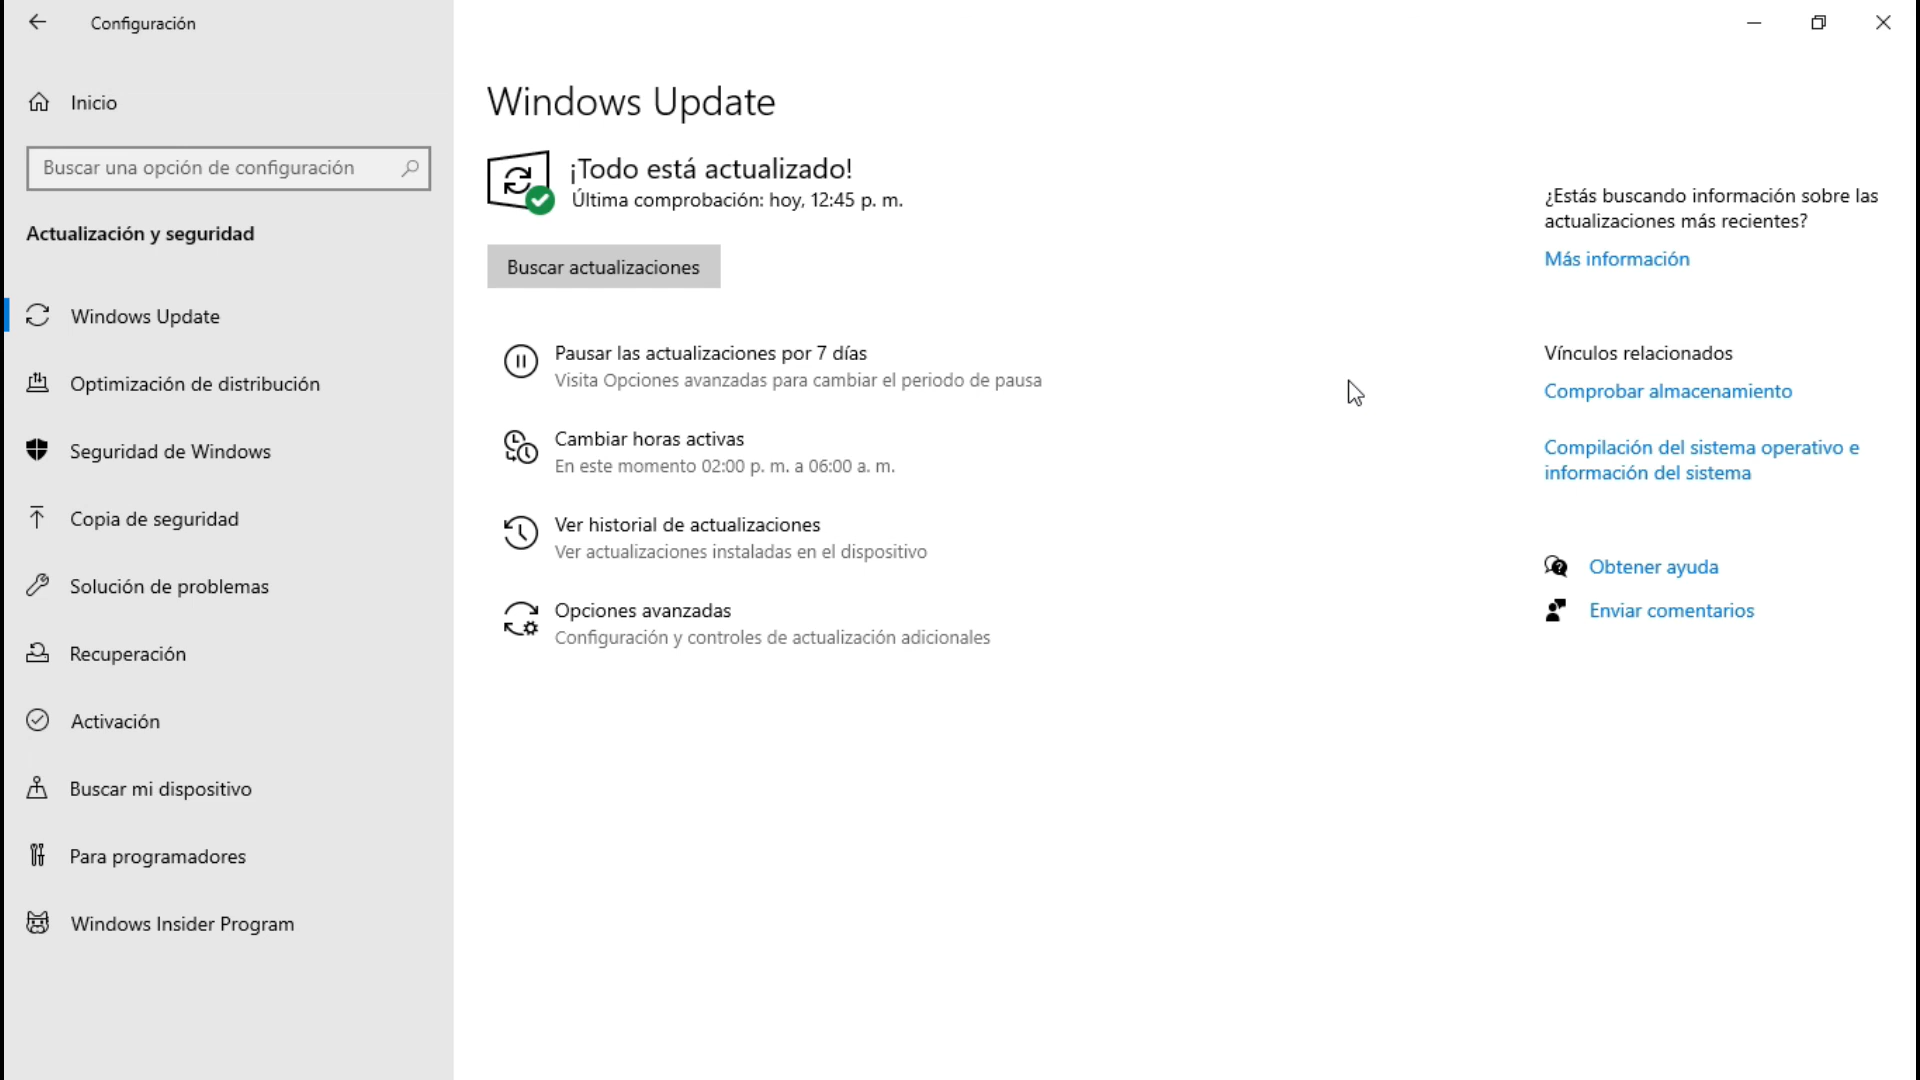 Configuración
Inicio
Buscar una opción de configuración
Actualización y seguridad
Windows Update
Optimización de distribución
Seguridad de Windows
Copia de seguridad
Solución de problemas
Recuperación
Activación
Buscar mi dispositivo
Para programadores
Windows Insider Program
Windows Update
¡Todo está actualizado!
Última comprobación: hoy, 12:45 p. m.
Buscar actualizaciones
Pausar las actualizaciones por 7 días
Visita Opciones avanzadas para cambiar el periodo de pausa
Cambiar horas activas
En este momento 02:00 p. m. a 06:00 a. m.
Ver historial de actualizaciones
Ver actualizaciones instaladas en el dispositivo
Opciones avanzadas
Configuración y controles de actualización adicionales
¿Estás buscando información sobre las
actualizaciones más recientes?
Más información
Vínculos relacionados
Comprobar almacenamiento
Compilación del sistema operativo e
información del sistema
Obtener ayuda
Enviar comentarios